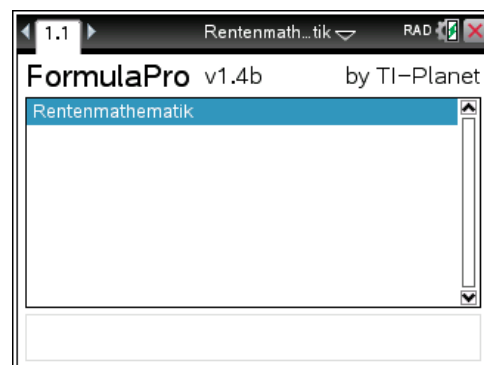 1.1 Rentenmath...tik RAD
FormulaPro v1.4b by TI-Planet
Rentenmathematik